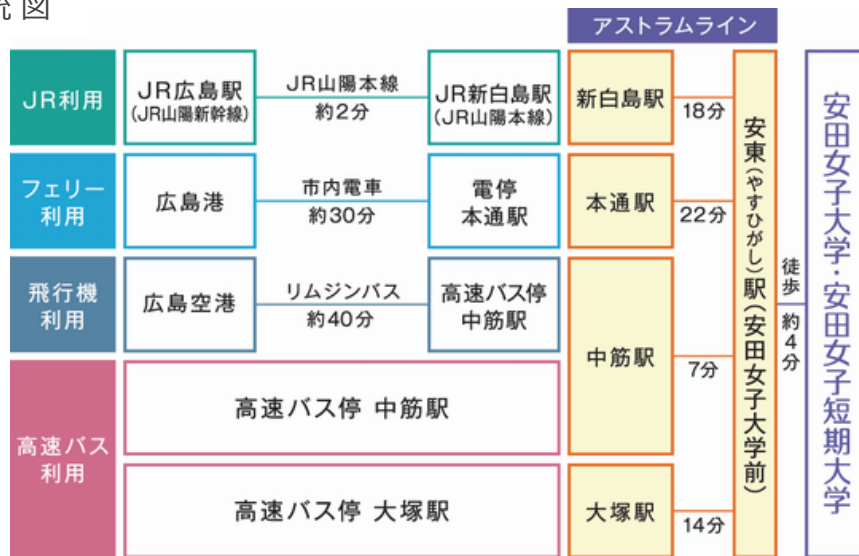 図
アストラムライン
JR利用
JR広島駅
(JR山陽新幹線)
JR山陽本線
約2分
JR新白島駅
(JR山陽本線)
新白島駅
18分
フェリー
利用
広島港
市内電車
約30分
電停
本通駅
本通駅
22分
飛行機
利用
広島空港
リムジンバス
約40分
高速バス停
中筋駅
中筋駅
7分
高速バス
利用
高速バス停 中筋駅
高速バス停 大塚駅
大塚駅
14分
安東(やすひがし)駅(安田女子大学前)
徒歩
約4分
安田女子大学・安田女子短期大学